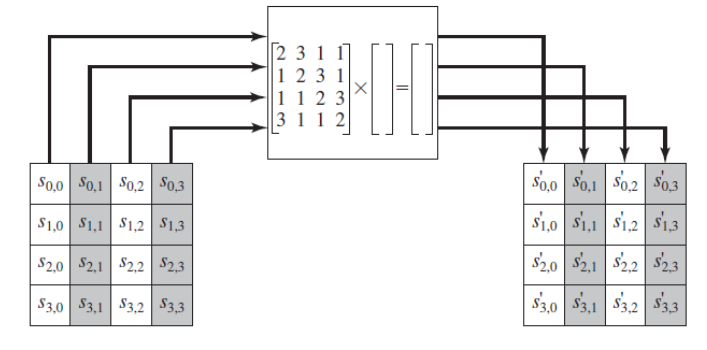 [2 3 1 1]
[1 2 3 1]
[1 1 2 3] × [ ] = [ ]
[3 1 1 2]
s0,0 s0,1 s0,2 s0,3
s1,0 s1,1 s1,2 s1,3
s2,0 s2,1 s2,2 s2,3
s3,0 s3,1 s3,2 s3,3
s'0,0 s'0,1 s'0,2 s'0,3
s'1,0 s'1,1 s'1,2 s'1,3
s'2,0 s'2,1 s'2,2 s'2,3
s'3,0 s'3,1 s'3,2 s'3,3